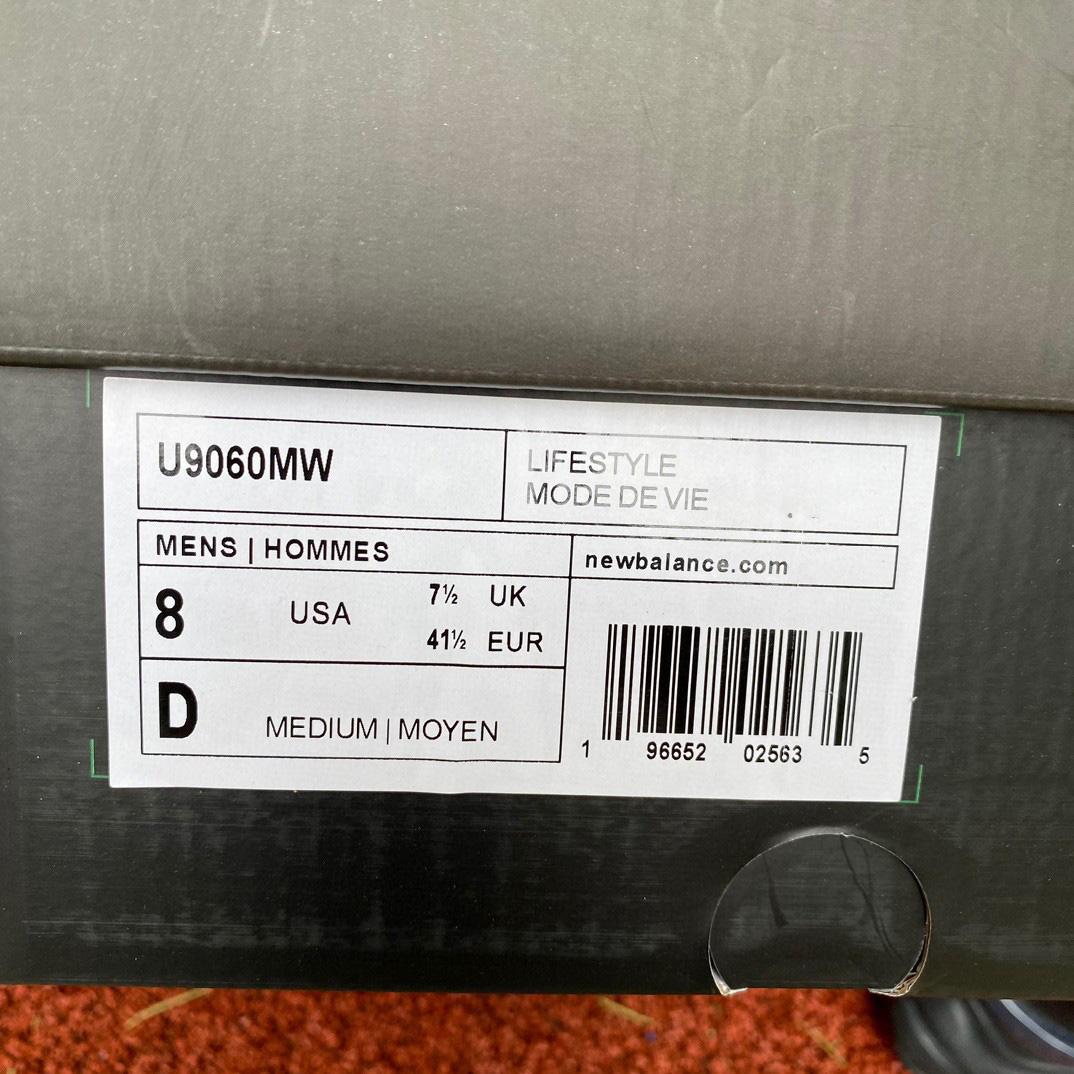 U9060MW
LIFESTYLE
MODE DE VIE
MENS | HOMMES
newbalance.com
8 USA 7½ UK
41½ EUR
D MEDIUM | MOYEN
1 96652 02563 5